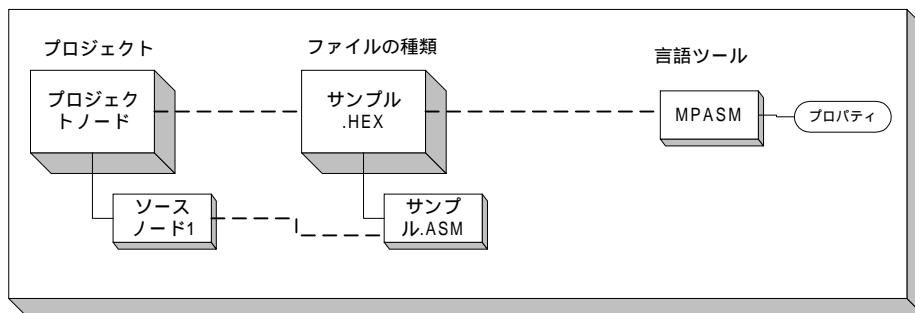 プロジェクト
ファイルの種類
言語ツール
プロジェク
トノード
サンプル
.HEX
MPASM
プロパティ
ソース
ノード1
サンプ
ル.ASM